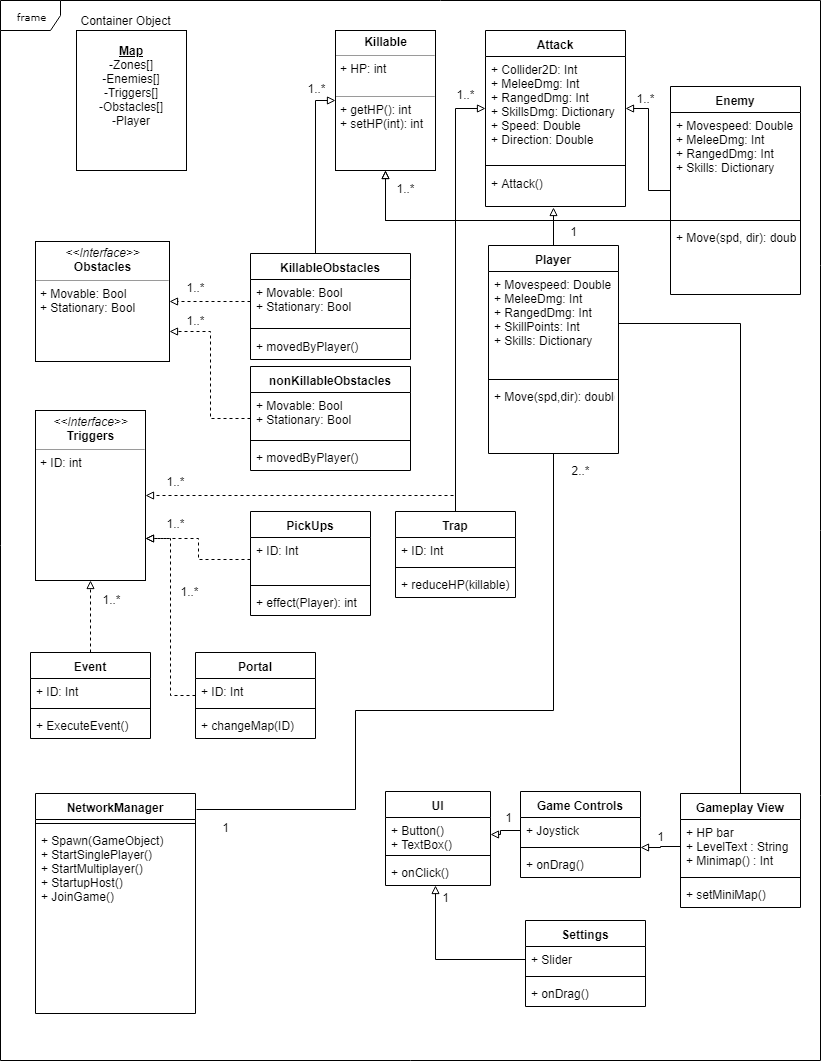 frame
Container Object
Map
-Zones[]
-Enemies[]
-Triggers[]
-Obstacles[]
-Player
Killable
+ HP: int
+ getHP(): int
+ setHP(int): int
1..*
1..*
Attack
+ Collider2D: Int
+ MeleeDmg: Int
+ RangedDmg: Int
+ SkillsDmg: Dictionary
+ Speed: Double
+ Direction: Double
+ Attack()
1..*
1..*
1
Enemy
+ Movespeed: Double
+ MeleeDmg: Int
+ RangedDmg: Int
+ Skills: Dictionary
+ Move(spd, dir): doub
<<Interface>>
Obstacles
+ Movable: Bool
+ Stationary: Bool
1..*
1..*
KillableObstacles
+ Movable: Bool
+ Stationary: Bool
+ movedByPlayer()
Player
+ Movespeed: Double
+ MeleeDmg: Int
+ RangedDmg: Int
+ SkillPoints: Int
+ Skills: Dictionary
+ Move(spd,dir): doubl
2..*
nonKillableObstacles
+ Movable: Bool
+ Stationary: Bool
+ movedByPlayer()
<<Interface>>
Triggers
+ ID: int
1..*
1..*
1..*
1..*
PickUps
+ ID: Int
+ effect(Player): int
Trap
+ ID: Int
+ reduceHP(killable)
Event
+ ID: Int
+ ExecuteEvent()
Portal
+ ID: Int
+ changeMap(ID)
NetworkManager
+ Spawn(GameObject)
+ StartSinglePlayer()
+ StartMultiplayer()
+ StartupHost()
+ JoinGame()
1
UI
+ Button()
+ TextBox()
+ onClick()
1
1
Game Controls
+ Joystick
+ onDrag()
1
Gameplay View
+ HP bar
+ LevelText : String
+ Minimap() : Int
+ setMiniMap()
Settings
+ Slider
+ onDrag()